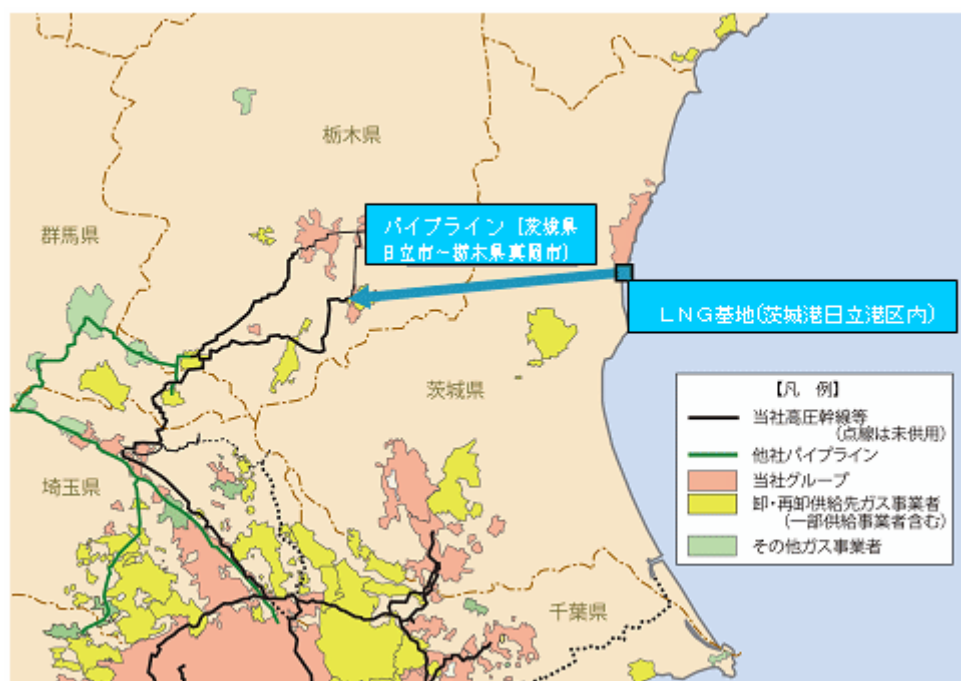 栃木県
群馬県
パイプライン［茨城県
日立市～栃木県真岡市］
ＬＮＧ基地(茨城港日立港区内)
茨城県
【凡　例】
当社高圧幹線等
(点線は未供用)
他社パイプライン
当社グループ
卸・再卸供給先ガス事業者
(一部供給事業者含む)
その他ガス事業者
埼玉県
千葉県